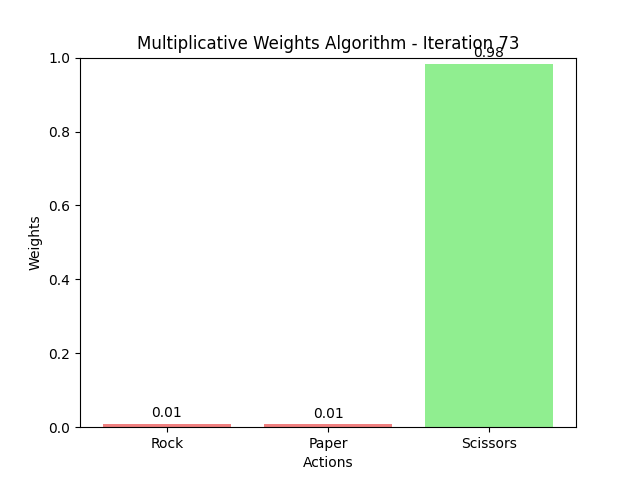 Multiplicative Weights Algorithm - Iteration 73
0.98
1.0
0.8
0.6
0.4
0.2
0.0
Weights
0.01
0.01
Rock Paper Scissors
Actions